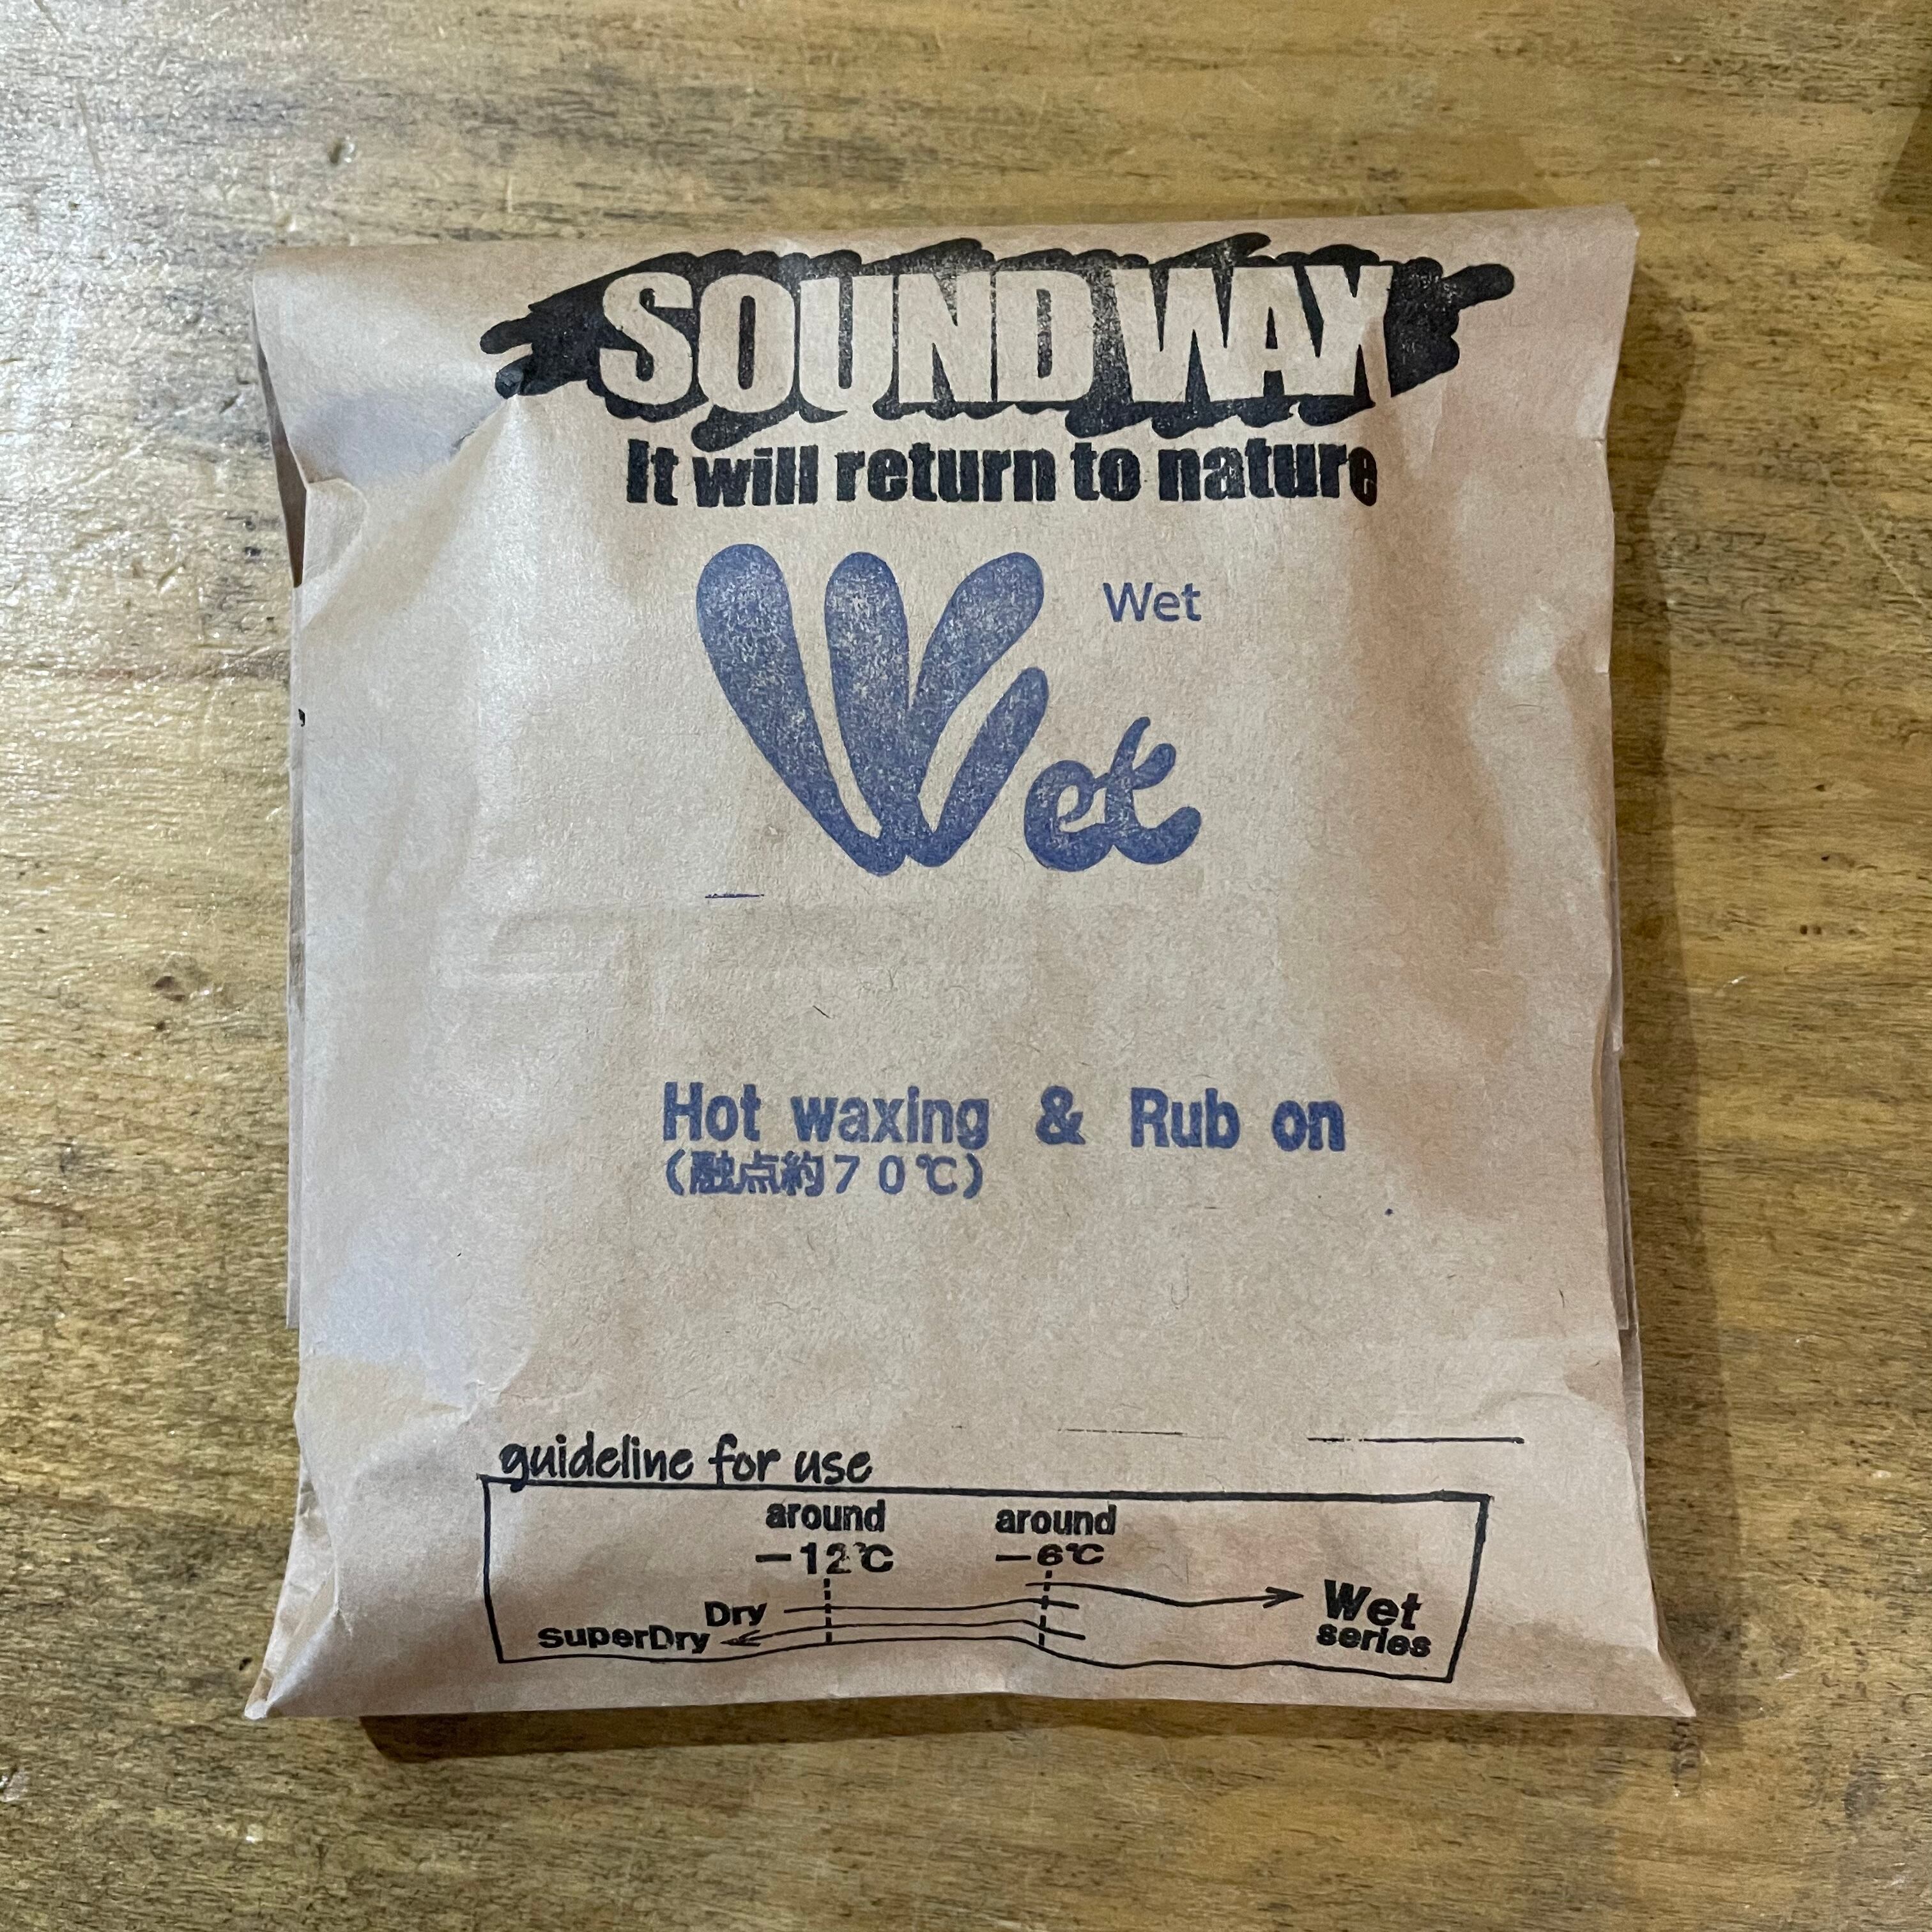 SOUND WAX
It will return to nature
Wet
Wet
Hot waxing & Rub on
(融点約70℃)
guideline for use
around around
－12℃ －6℃
Dry
superDry
Wet
series